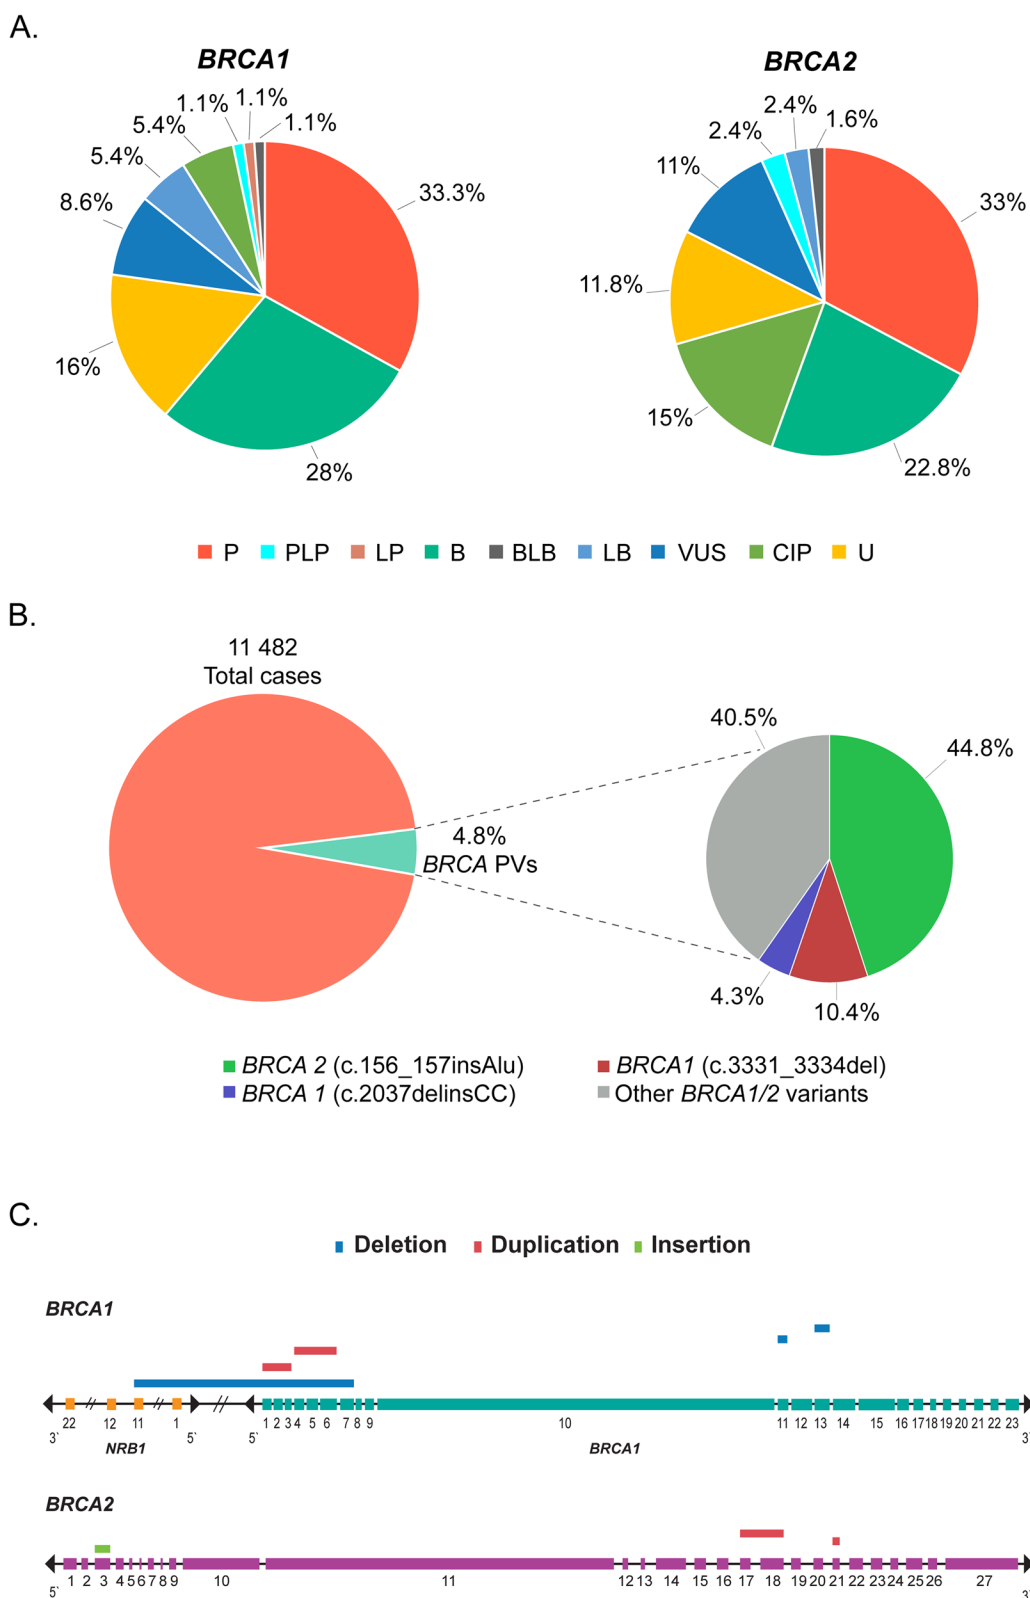 A.
BRCA1
BRCA2
1.1%
1.1%
1.1%
5.4%
5.4%
8.6%
33.3%
16%
28%
2.4%
2.4%
1.6%
11%
33%
11.8%
15%
22.8%
P PLP LP B BLB LB VUS CIP U
B.
11 482
Total cases
4.8%
BRCA PVs
40.5%
44.8%
4.3%
10.4%
BRCA 2 (c.156_157insAlu)
BRCA1 (c.3331_3334del)
BRCA 1 (c.2037delinsCC)
Other BRCA1/2 variants
C.
Deletion Duplication Insertion
BRCA1
22 12 11 1 1 2 3 4 5 6 7 8 9 10 11 12 13 14 15 16 17 18 19 20 21 22 23
3` 5` 5` 3`
NRB1 BRCA1
BRCA2
5` 1 2 3 4 5 6 7 8 9 10 11 12 13 14 15 16 17 18 19 20 21 22 23 24 25 26 27 3`